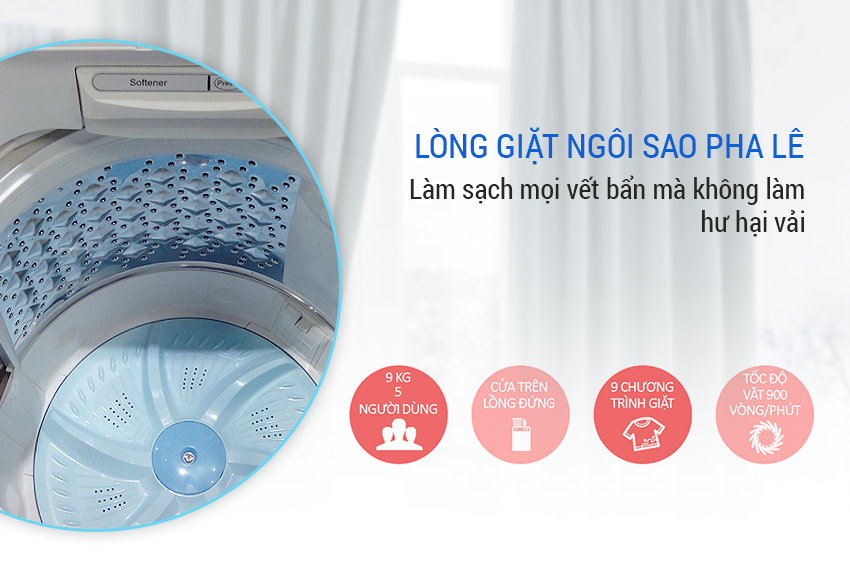 Softener
LÒNG GIẶT NGÔI SAO PHA LÊ
Làm sạch mọi vết bẩn mà không làm
hư hại vải
9 KG
5
NGƯỜI DÙNG
CỬA TRÊN
LỒNG ĐỨNG
9 CHƯƠNG
TRÌNH GIẶT
TỐC ĐỘ
VẮT 900
VÒNG/PHÚT